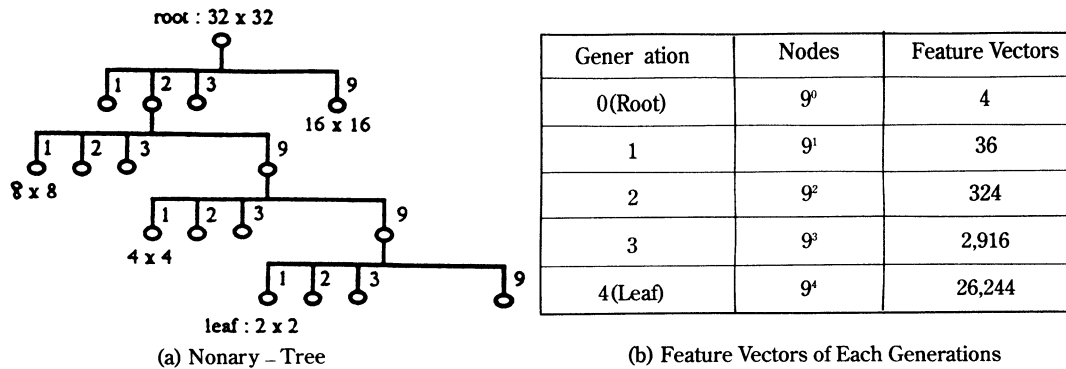 root : 32 x 32
1 2 3 9
16 x 16
1 2 3 9
8 x 8
1 2 3 9
4 x 4
1 2 3 9
leaf : 2 x 2
(a) Nonary – Tree
Gener ation Nodes Feature Vectors
0(Root) 9⁰ 4
1 9¹ 36
2 9² 324
3 9³ 2,916
4(Leaf) 9⁴ 26,244
(b) Feature Vectors of Each Generations